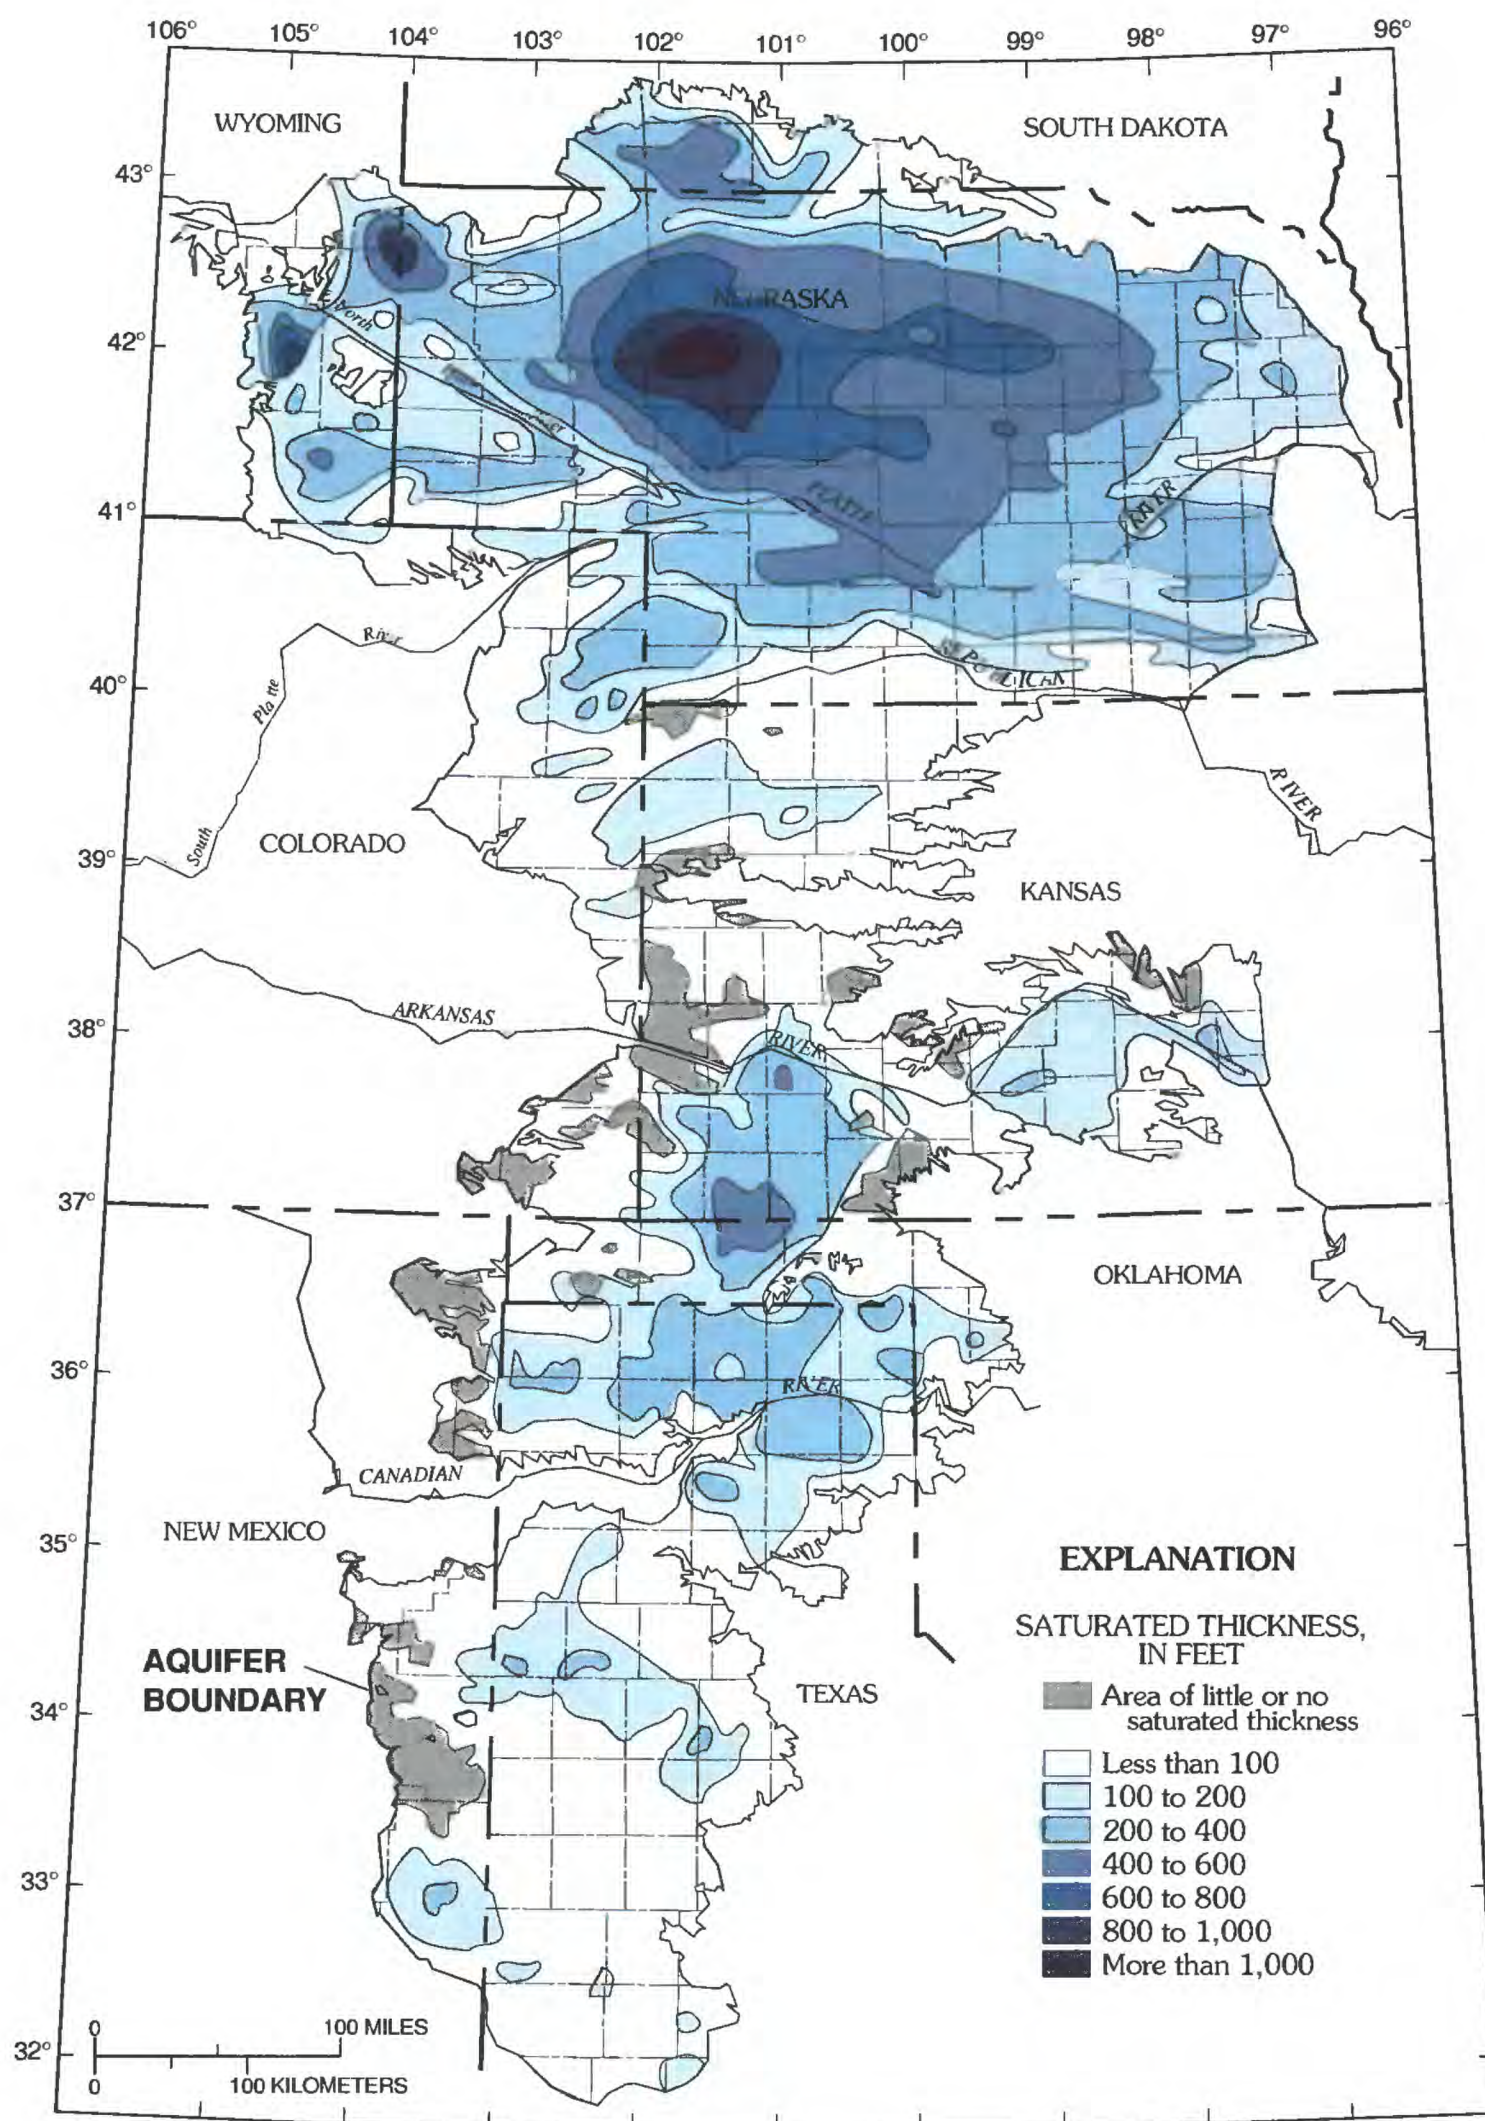 106° 105° 104° 103° 102° 101° 100° 99° 98° 97° 96°
WYOMING
SOUTH DAKOTA
43°
NEBRASKA
North
42°
PLATTE
RIVER
41°
River
REPUBLICAN
40°
Platte
RIVER
South
COLORADO
39°
KANSAS
ARKANSAS
RIVER
38°
37°
OKLAHOMA
36°
RIVER
CANADIAN
NEW MEXICO
35°
EXPLANATION
SATURATED THICKNESS,
IN FEET
AQUIFER
BOUNDARY
TEXAS
Area of little or no
saturated thickness
34°
Less than 100
100 to 200
200 to 400
400 to 600
33°
600 to 800
800 to 1,000
More than 1,000
0 100 MILES
32°
0 100 KILOMETERS